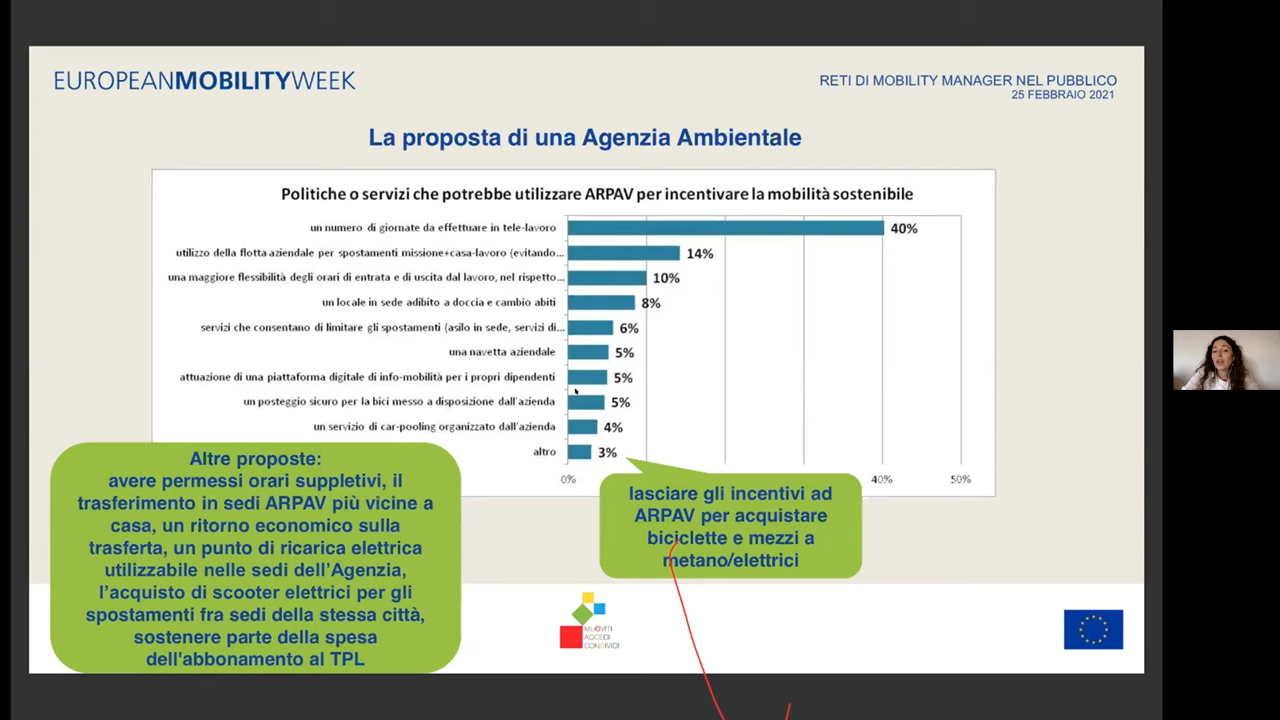 EUROPEANMOBILITYWEEK
RETI DI MOBILITY MANAGER NEL PUBBLICO
25 FEBBRAIO 2021
La proposta di una Agenzia Ambientale
Politiche o servizi che potrebbe utilizzare ARPAV per incentivare la mobilità sostenibile
un numero di giornate da effettuare in tele-lavoro 40%
utilizzo della flotta aziendale per spostamenti missione+casa-lavoro (evitando... 14%
una maggiore flessibilità degli orari di entrata e di uscita dal lavoro, nel rispetto... 10%
un locale in sede adibito a doccia e cambio abiti 8%
servizi che consentano di limitare gli spostamenti (asilo in sede, servizi di... 6%
una navetta aziendale 5%
attuazione di una piattaforma digitale di info-mobilità per i propri dipendenti 5%
un posteggio sicuro per la bici messo a disposizione dall'azienda 5%
un servizio di car-pooling organizzato dall'azienda 4%
altro 3%
0% 40% 50%
Altre proposte:
avere permessi orari suppletivi, il
trasferimento in sedi ARPAV più vicine a
casa, un ritorno economico sulla
trasferta, un punto di ricarica elettrica
utilizzabile nelle sedi dell'Agenzia,
l'acquisto di scooter elettrici per gli
spostamenti fra sedi della stessa città,
sostenere parte della spesa
dell'abbonamento al TPL
lasciare gli incentivi ad
ARPAV per acquistare
biciclette e mezzi a
metano/elettrici
MUOVITI
ACCEDI
CONDIVIDI